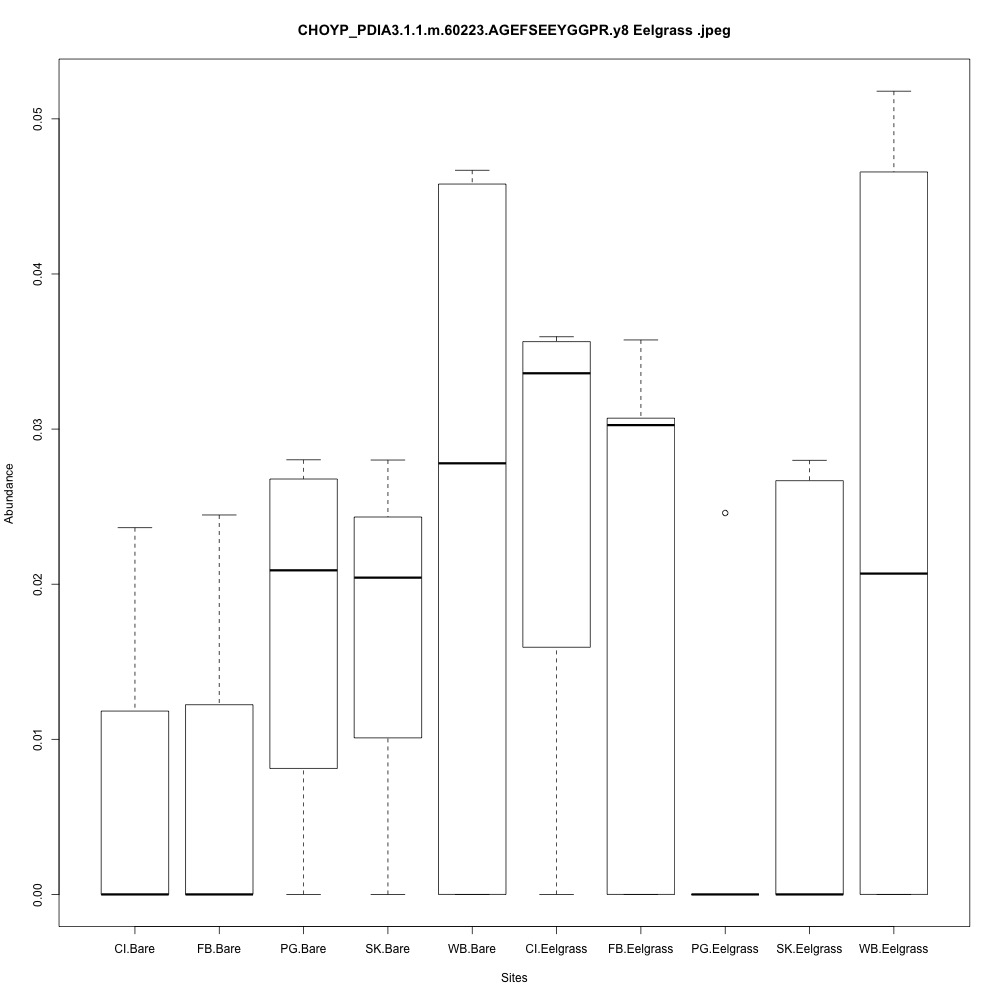 CHOYP_PDIA3.1.1.m.60223.AGEFSEEYGGPR.y8 Eelgrass .jpeg
Abundance
0.05
0.04
0.03
0.02
0.01
0.00
CI.Bare FB.Bare PG.Bare SK.Bare WB.Bare CI.Eelgrass FB.Eelgrass PG.Eelgrass SK.Eelgrass WB.Eelgrass
Sites